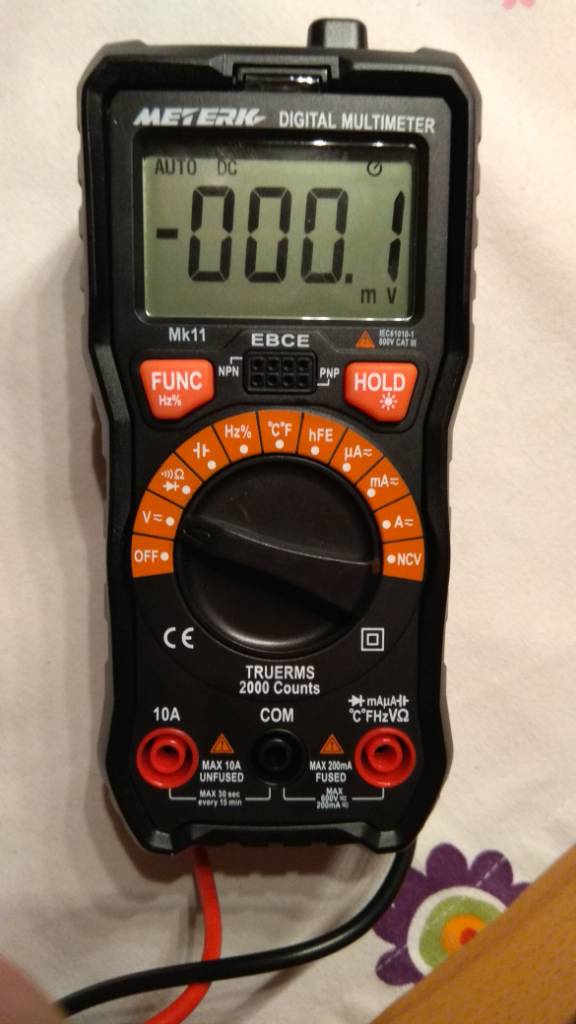 METERK DIGITAL MULTIMETER
AUTO DC
-000.1
m V
Mk11
EBCE
IEC61010-1
600V CAT III
FUNC
Hz%
NPN
PNP
HOLD
OFF
V
Ω
Hz%
°C°F
hFE
µA
mA
A
NCV
CE
TRUERMS
2000 Counts
10A
COM
mAµA
°C°FHzVΩ
MAX 10A
UNFUSED
MAX 200mA
FUSED
MAX 30 sec
every 15 min
MAX
600V
200mA